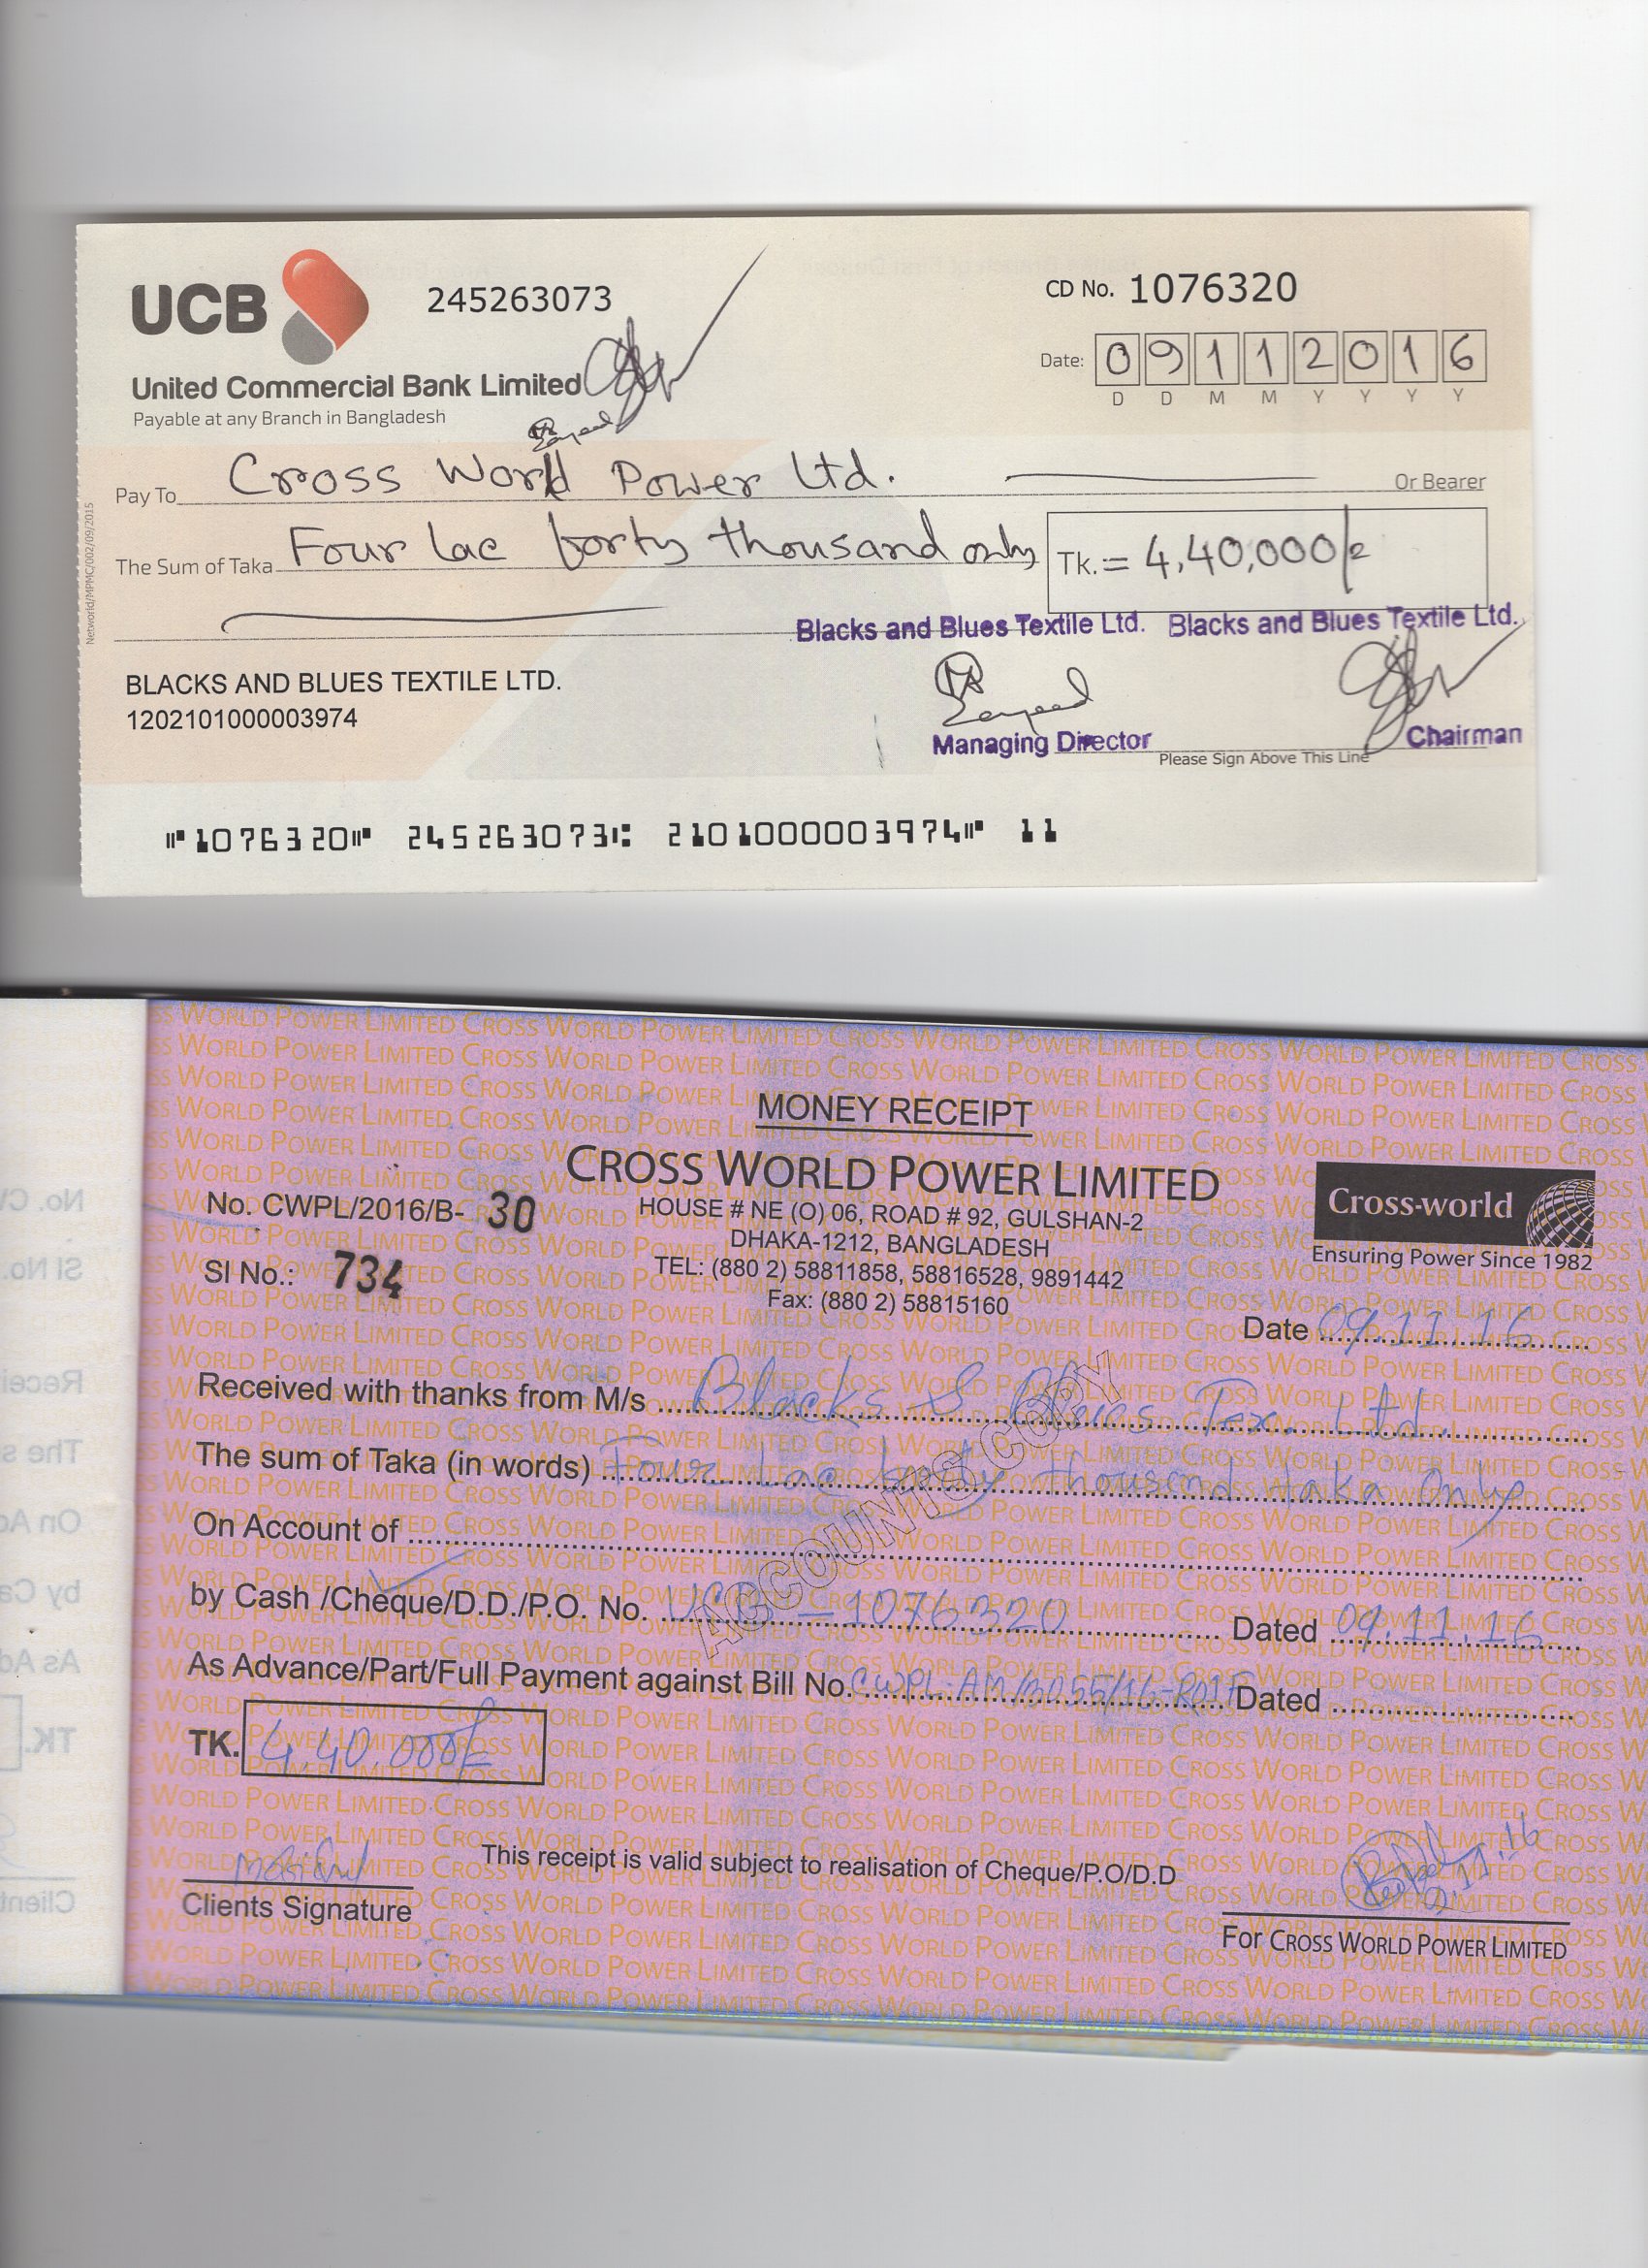 UCB 245263073 CD No. 1076320
Date: 09112016
D D M M Y Y Y Y
United Commercial Bank Limited
Payable at any Branch in Bangladesh
Pay To Cross World Power Ltd. Or Bearer
The Sum of Taka Four lac forty thousand only Tk. = 4,40,000/=
Blacks and Blues Textile Ltd. Blacks and Blues Textile Ltd.
BLACKS AND BLUES TEXTILE LTD.
1202101000003974
Managing Director Chairman
Please Sign Above This Line
Networld/MPMC/002/09/2015
⑈1076320⑈ 245263073⑆ 2101000003974⑈ 11
MONEY RECEIPT
CROSS WORLD POWER LIMITED
No. CWPL/2016/B- 30
HOUSE # NE (O) 06, ROAD # 92, GULSHAN-2
DHAKA-1212, BANGLADESH
Cross-world
Ensuring Power Since 1982
SI No.: 734
TEL: (880 2) 58811858, 58816528, 9891442
Fax: (880 2) 58815160
Date 09.11.16
Received with thanks from M/s Blacks & Blues Tex. Ltd.
The sum of Taka (in words) Four Lac forty thousand taka Only
On Account of
ACCOUNTS COPY
by Cash /Cheque/D.D./P.O. No. UCB - 1076320 Dated 09.11.16
As Advance/Part/Full Payment against Bill No. Dated
TK. 4,40,000/=
This receipt is valid subject to realisation of Cheque/P.O/D.D
Clients Signature
For CROSS WORLD POWER LIMITED